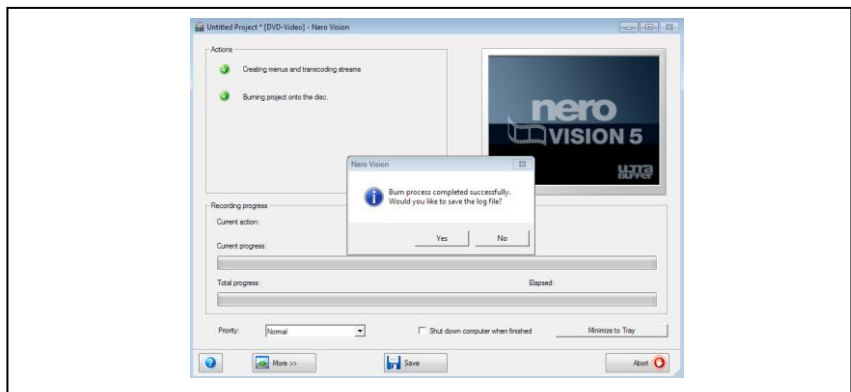 Untitled Project * [DVD-Video] - Nero Vision
Actions
Creating menus and transcoding streams
Burning project onto the disc.
nero
VISION 5
ULTRA
BUFFER
Nero Vision
Burn process completed successfully.
Would you like to save the log file?
Yes No
Recording progress
Current action:
Current progress:
Total progress: Elapsed:
Priority: Normal Shut down computer when finished Minimize to Tray
? More >> Save Abort